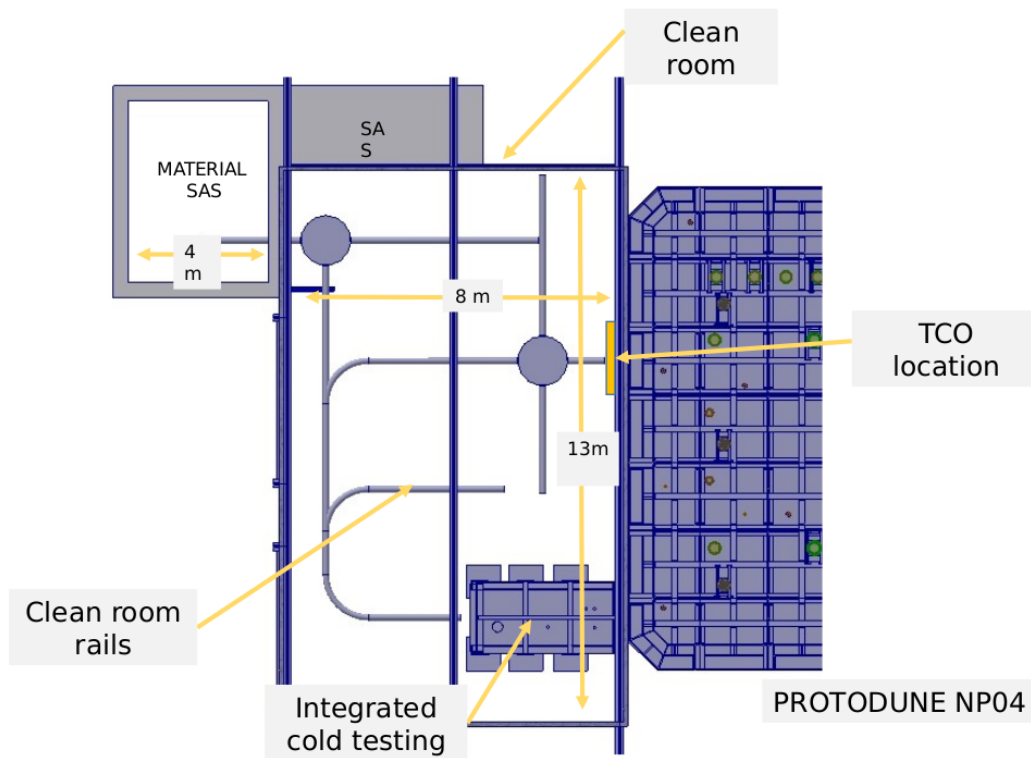 Clean
room
SA
S
MATERIAL
SAS
4
m
8 m
TCO
location
13m
Clean room
rails
Integrated
cold testing
PROTODUNE NP04